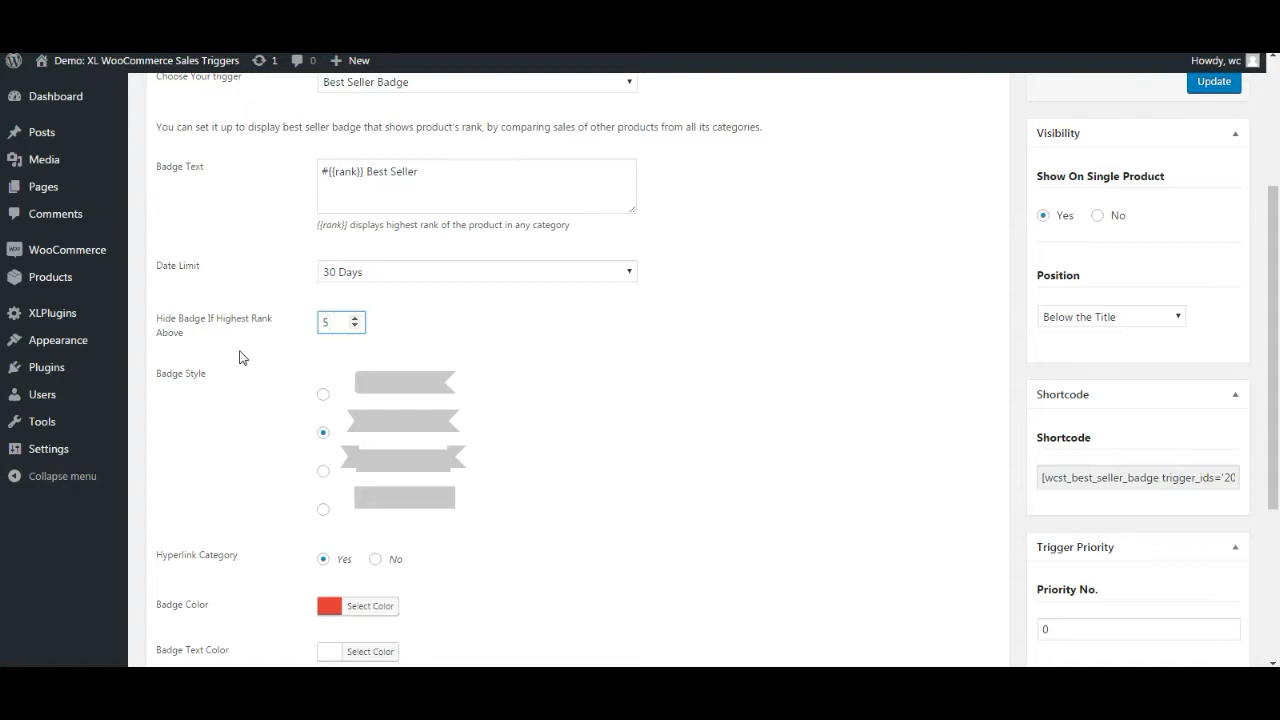 Demo: XL WooCommerce Sales Triggers 1 0 New Howdy, wc
Dashboard
Posts
Media
Pages
Comments
WOO WooCommerce
Products
XLPlugins
Appearance
Plugins
Users
Tools
Settings
Collapse menu
Choose Your trigger
Best Seller Badge
You can set it up to display best seller badge that shows product's rank, by comparing sales of other products from all its categories.
Badge Text
#{{rank}} Best Seller
{{rank}} displays highest rank of the product in any category
Date Limit
30 Days
Hide Badge If Highest Rank
Above
5
Badge Style
Hyperlink Category
Yes No
Badge Color
Select Color
Badge Text Color
Select Color
Update
Visibility
Show On Single Product
Yes No
Position
Below the Title
Shortcode
Shortcode
[wcst_best_seller_badge trigger_ids='20
Trigger Priority
Priority No.
0